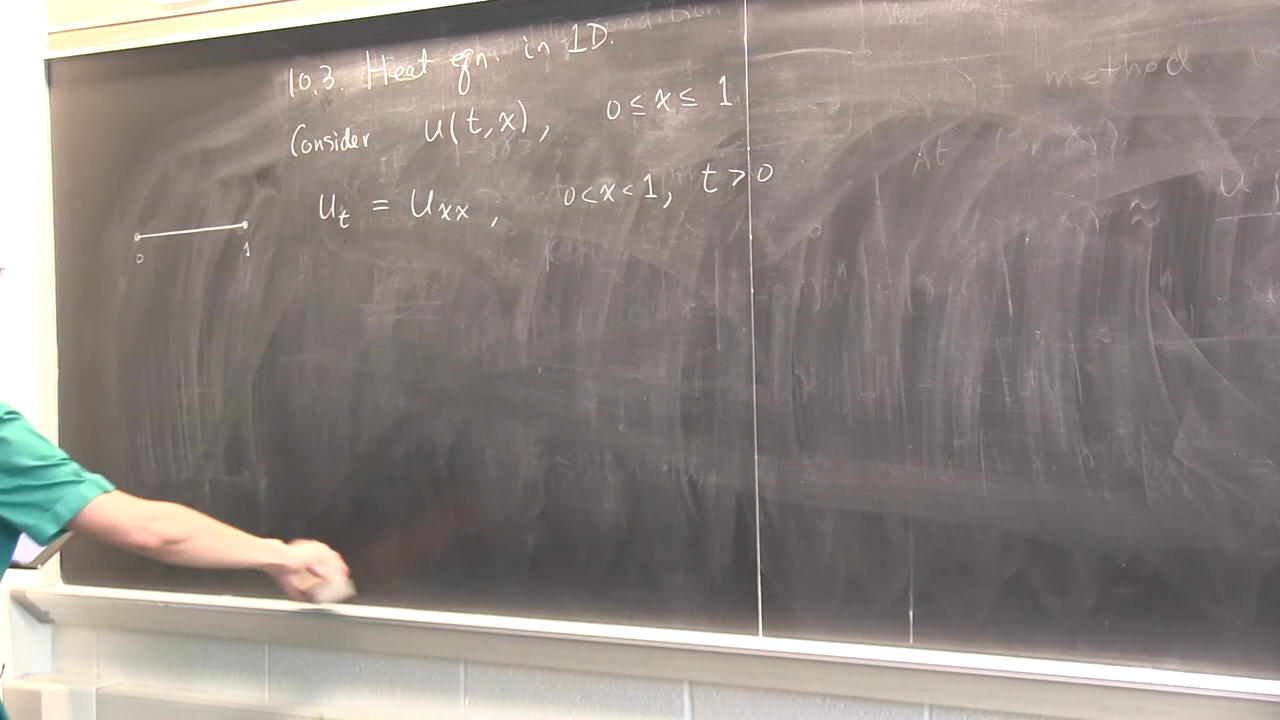 10.3. Heat eqn. in 1D.
Consider u(t,x), 0 ≤ x ≤ 1
u_t = u_xx, 0<x<1, t>0
0 1
method
At
≈ u